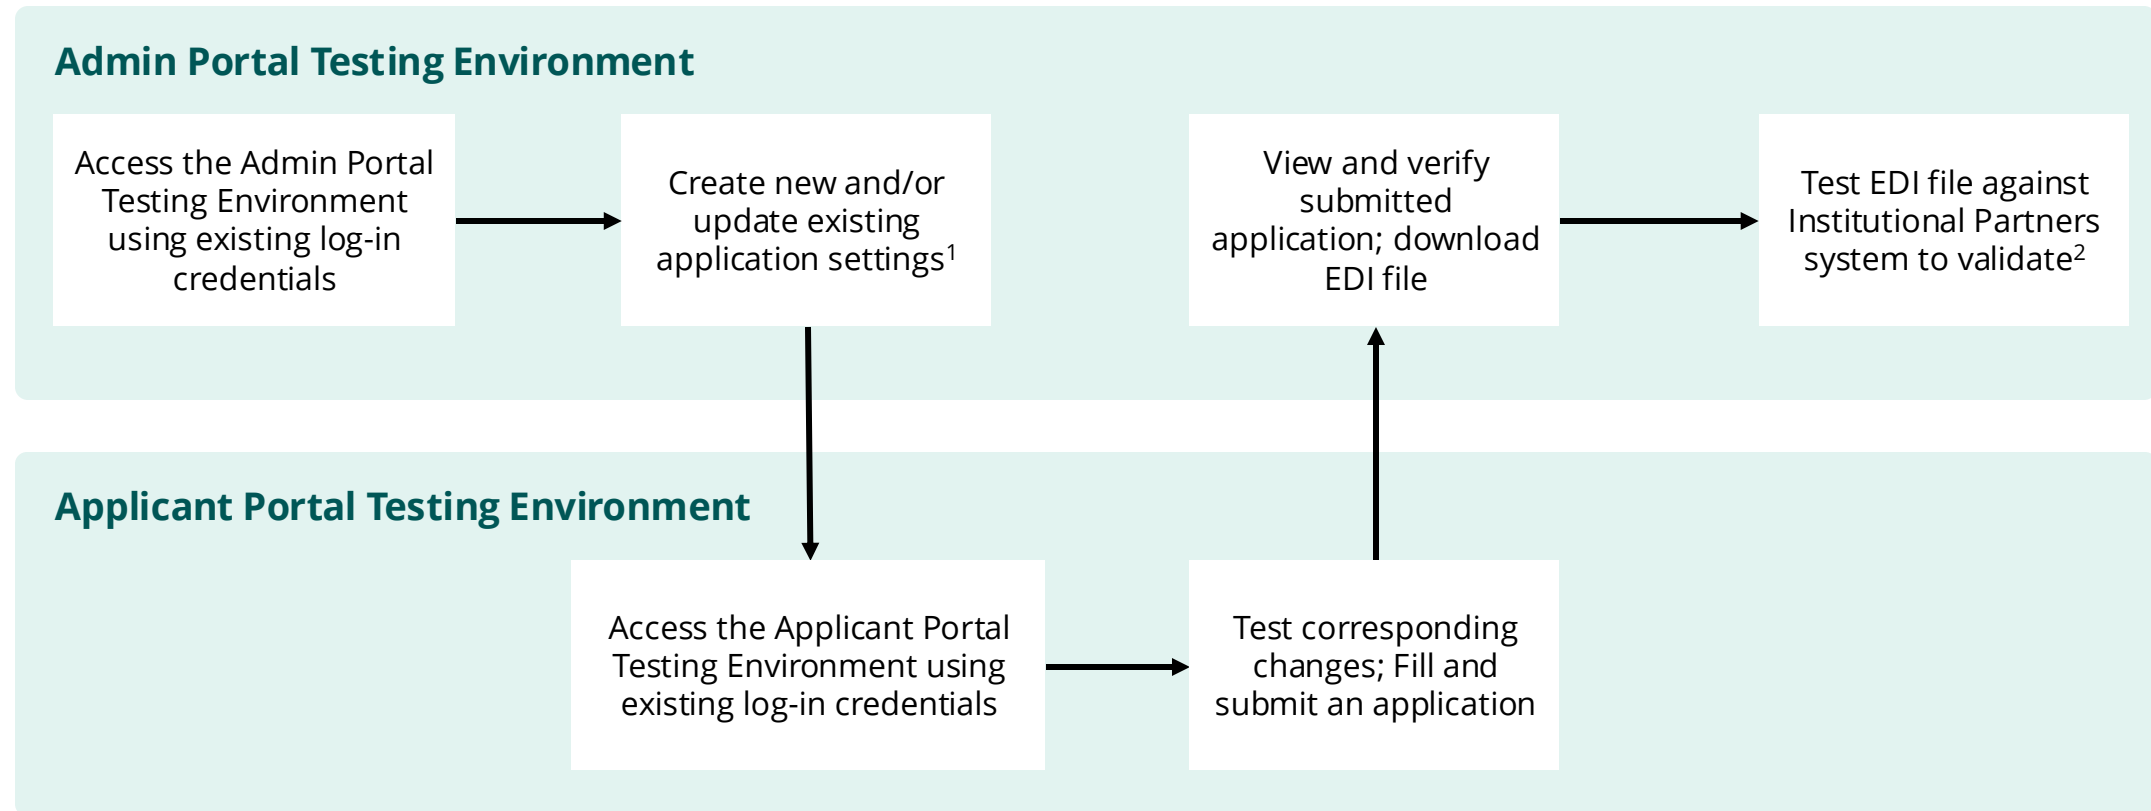 Admin Portal Testing Environment
Access the Admin Portal
Testing Environment
using existing log-in
credentials
Create new and/or
update existing
application settings¹
View and verify
submitted
application; download
EDI file
Test EDI file against
Institutional Partners
system to validate²
Applicant Portal Testing Environment
Access the Applicant Portal
Testing Environment using
existing log-in credentials
Test corresponding
changes; Fill and
submit an application